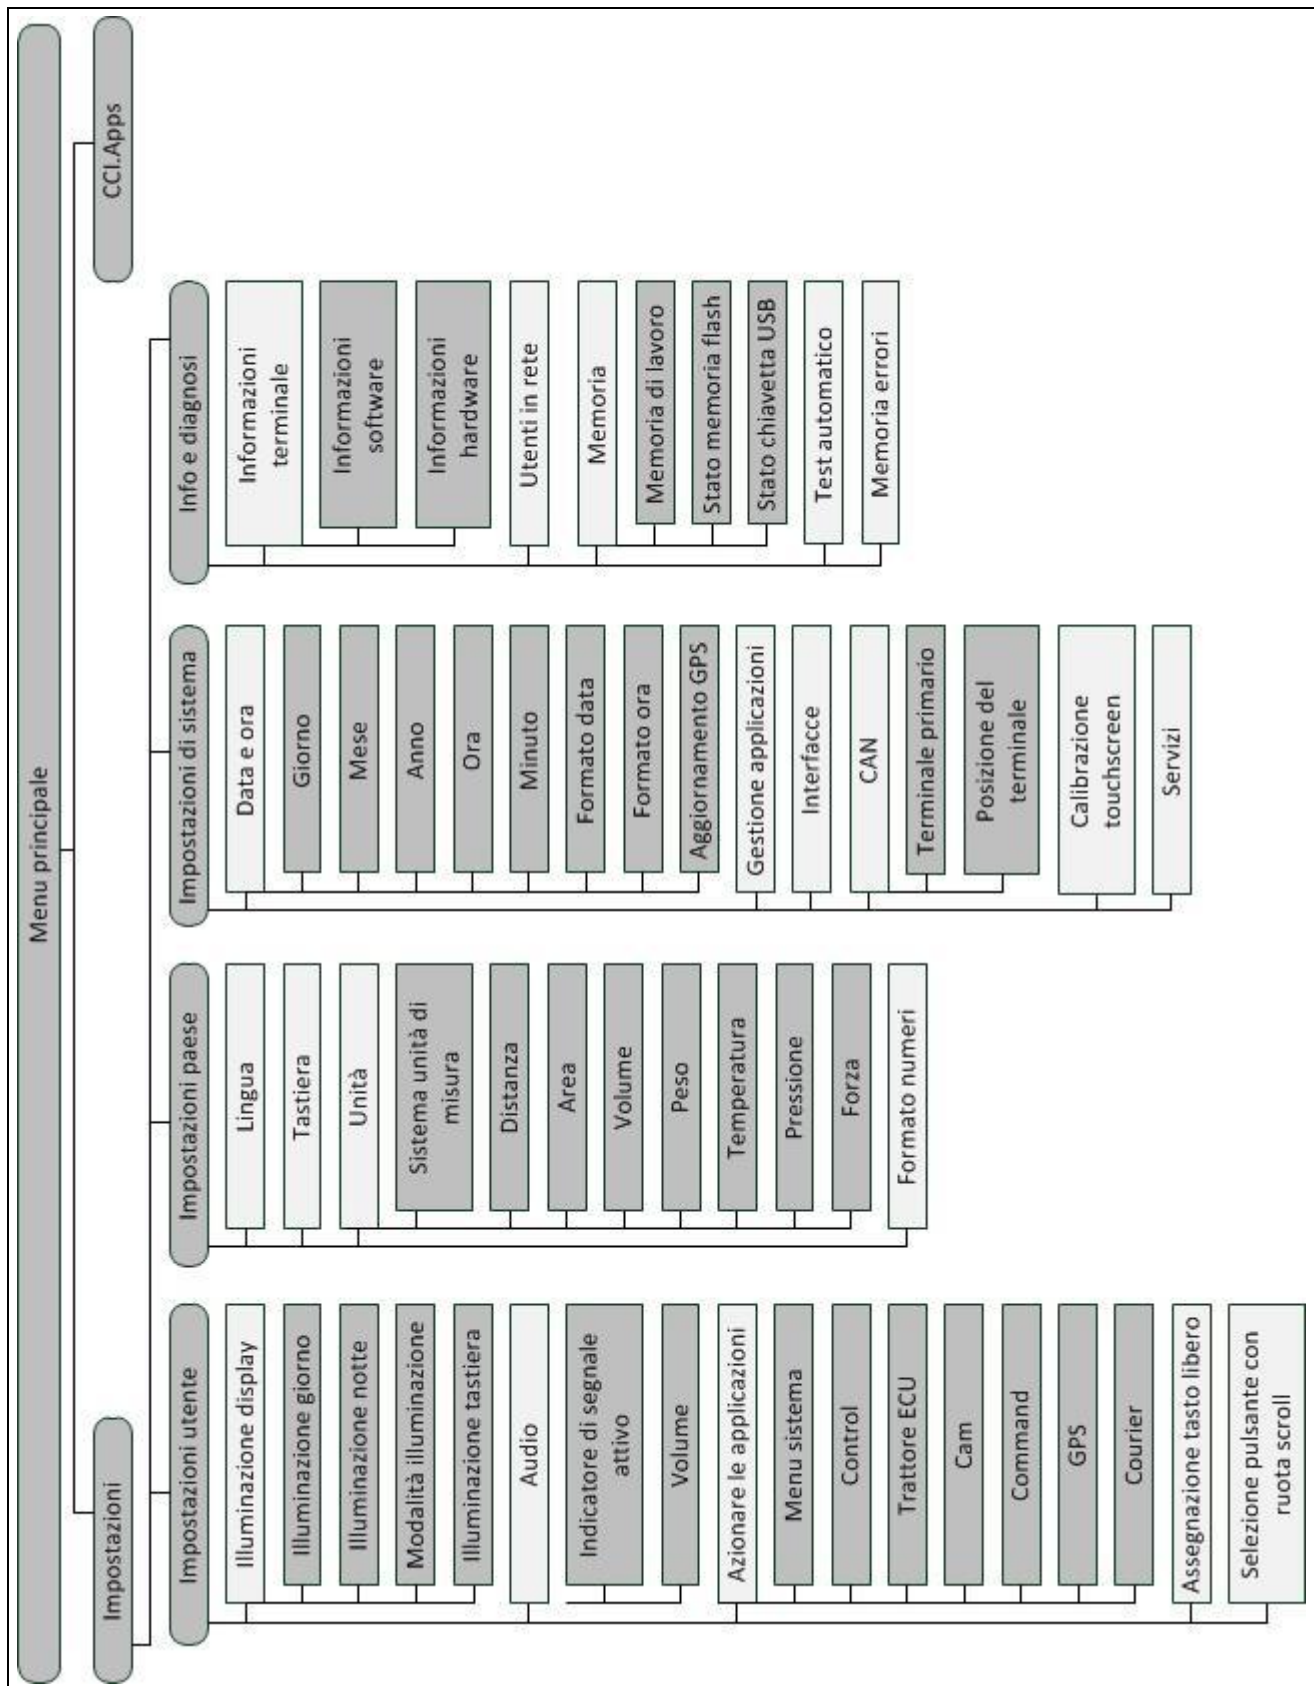 Menu principale
Impostazioni
CCI.Apps
Impostazioni utente
Illuminazione display
Illuminazione giorno
Illuminazione notte
Modalità illuminazione
Illuminazione tastiera
Audio
Indicatore di segnale
attivo
Volume
Azionare le applicazioni
Menu sistema
Control
Trattore ECU
Cam
Command
GPS
Courier
Assegnazione tasto libero
Selezione pulsante con
ruota scroll
Impostazioni paese
Lingua
Tastiera
Unità
Sistema unità di
misura
Distanza
Area
Volume
Peso
Temperatura
Pressione
Forza
Formato numeri
Impostazioni di sistema
Data e ora
Giorno
Mese
Anno
Ora
Minuto
Formato data
Formato ora
Aggiornamento GPS
Gestione applicazioni
Interfacce
CAN
Terminale primario
Posizione del
terminale
Calibrazione
touchscreen
Servizi
Info e diagnosi
Informazioni
terminale
Informazioni
software
Informazioni
hardware
Utenti in rete
Memoria
Memoria di lavoro
Stato memoria flash
Stato chiavetta USB
Test automatico
Memoria errori